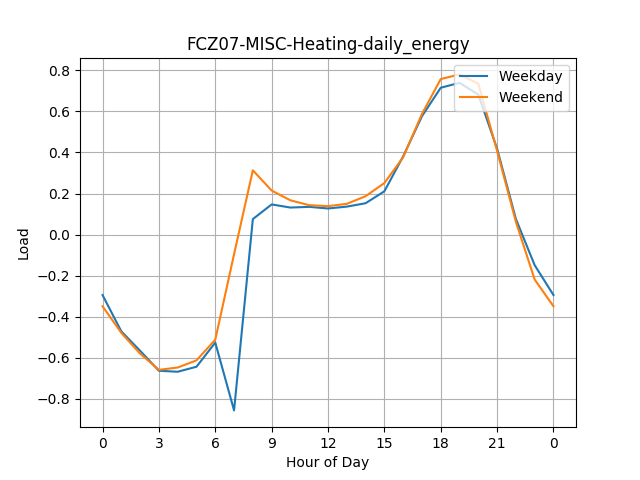 FCZ07-MISC-Heating-daily_energy
Weekday
Weekend
0.8
0.6
0.4
0.2
0.0
−0.2
−0.4
−0.6
−0.8
Load
0 3 6 9 12 15 18 21 0
Hour of Day